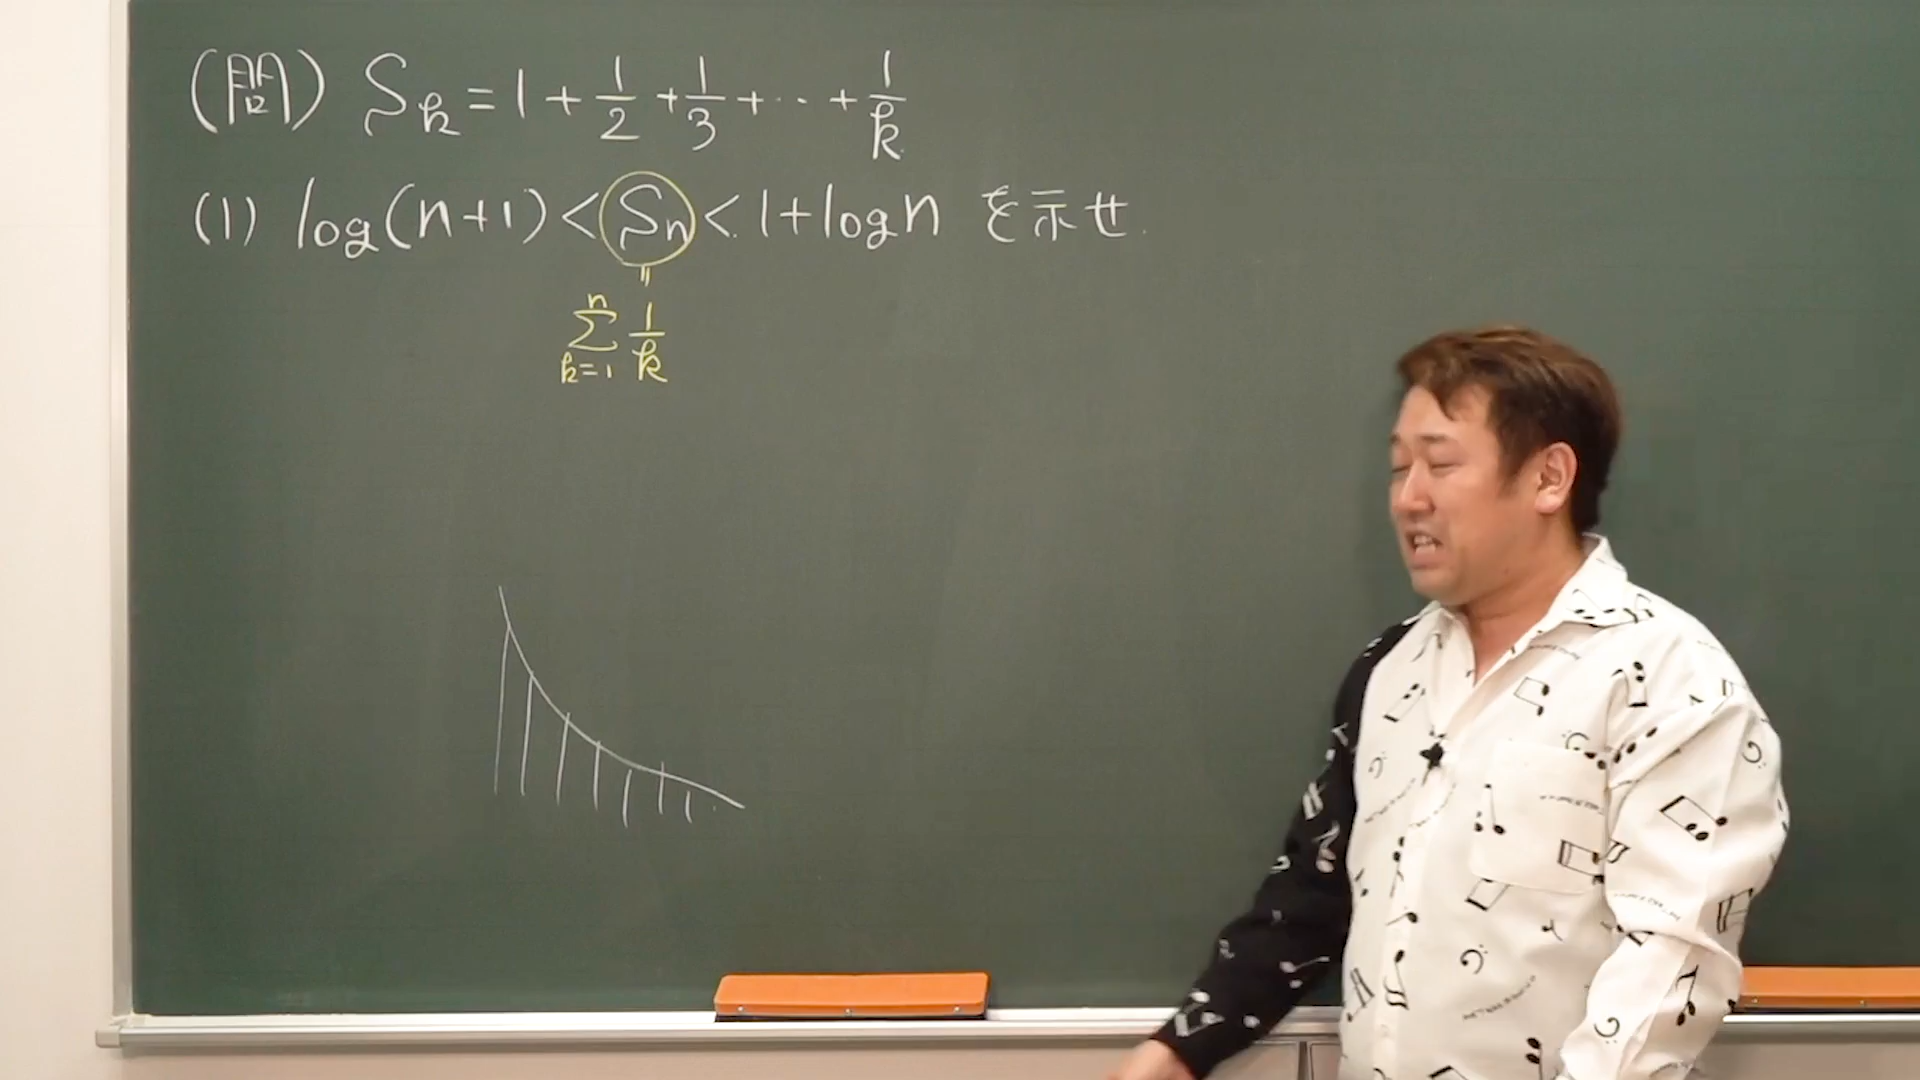 (問) S_k = 1 + 1/2 + 1/3 + ‥ + 1/k
(1) log(n+1) < S_n < 1+log n を示せ.
=
n
Σ 1/k
k=1